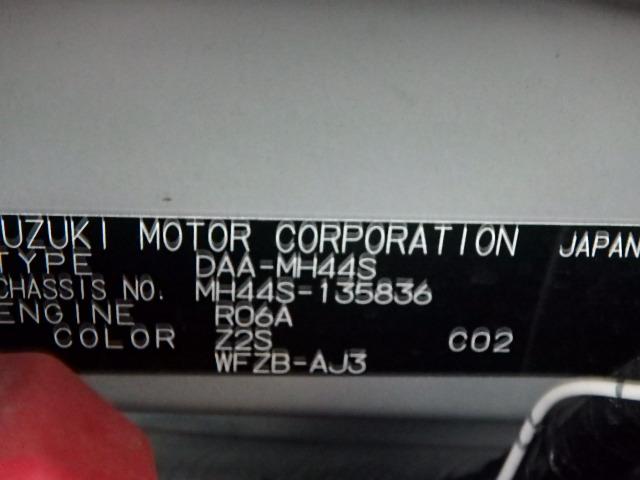 UZUKI MOTOR CORPORATION JAPAN
TYPE DAA-MH44S
CHASSIS NO. MH44S-135836
ENGINE R06A
COLOR Z2S C02
WFZB-AJ3